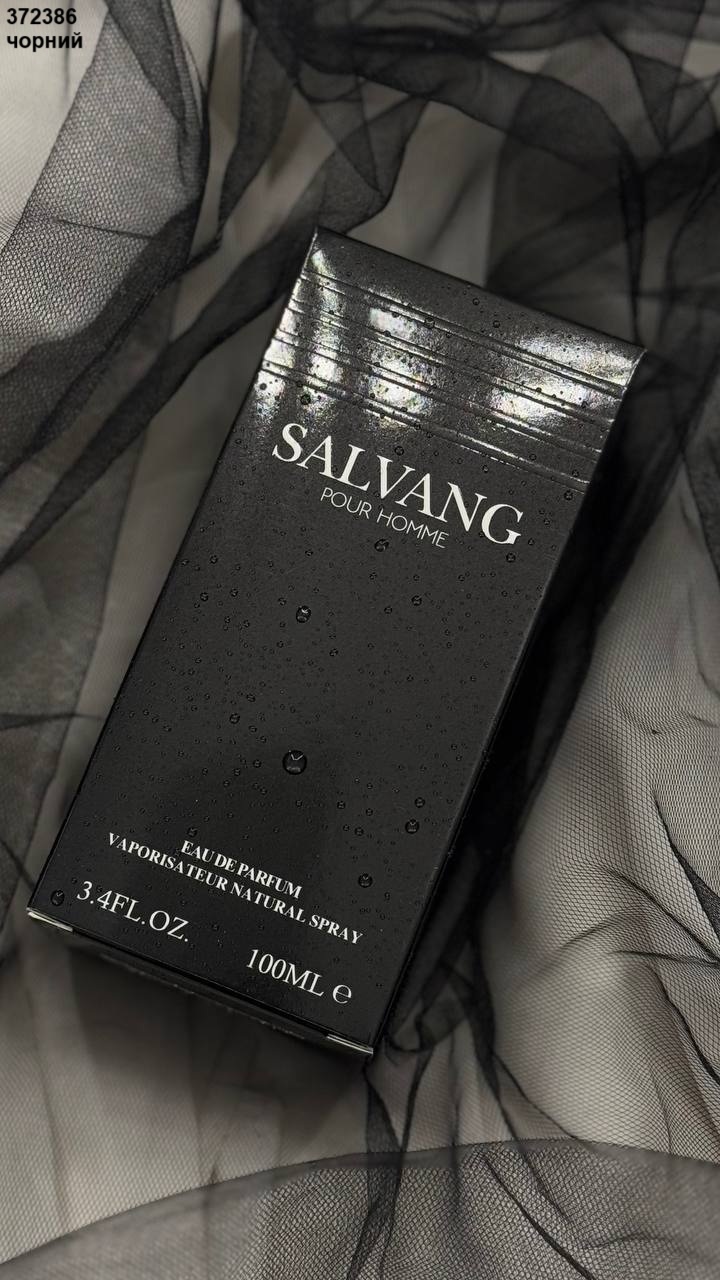 372386
чорний
SALVANG
POUR HOMME
EAU DE PARFUM
VAPORISATEUR NATURAL SPRAY
3.4FL.OZ.
100ML ℮